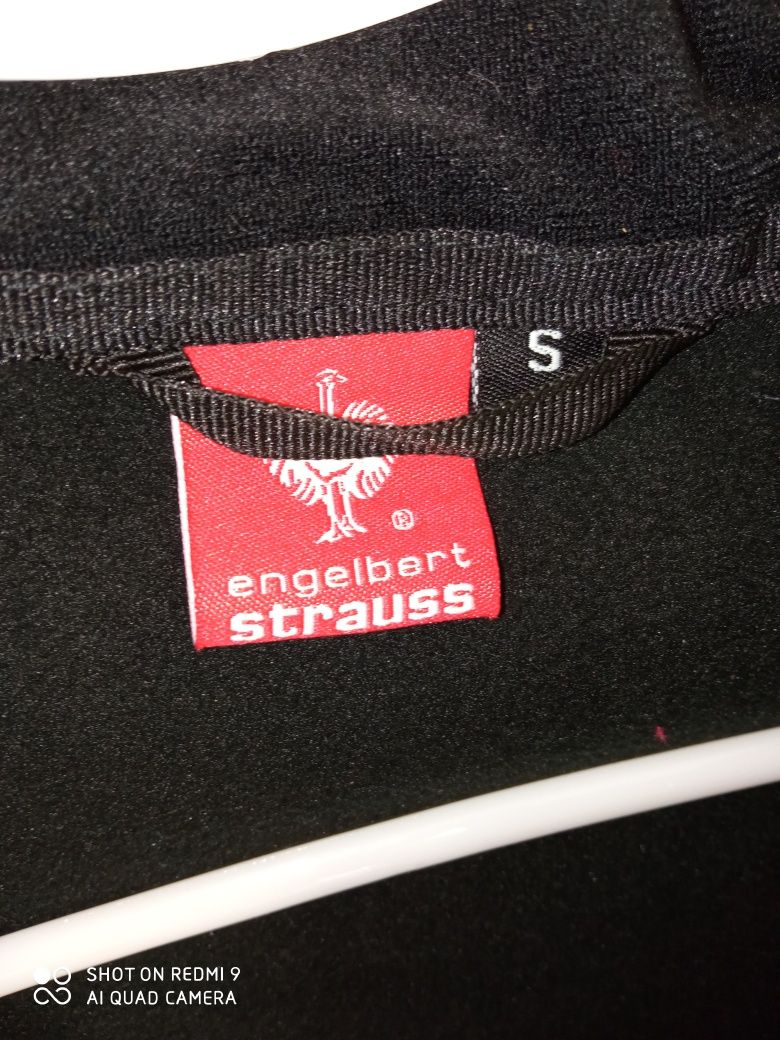 S
®
engelbert
strauss
SHOT ON REDMI 9
AI QUAD CAMERA